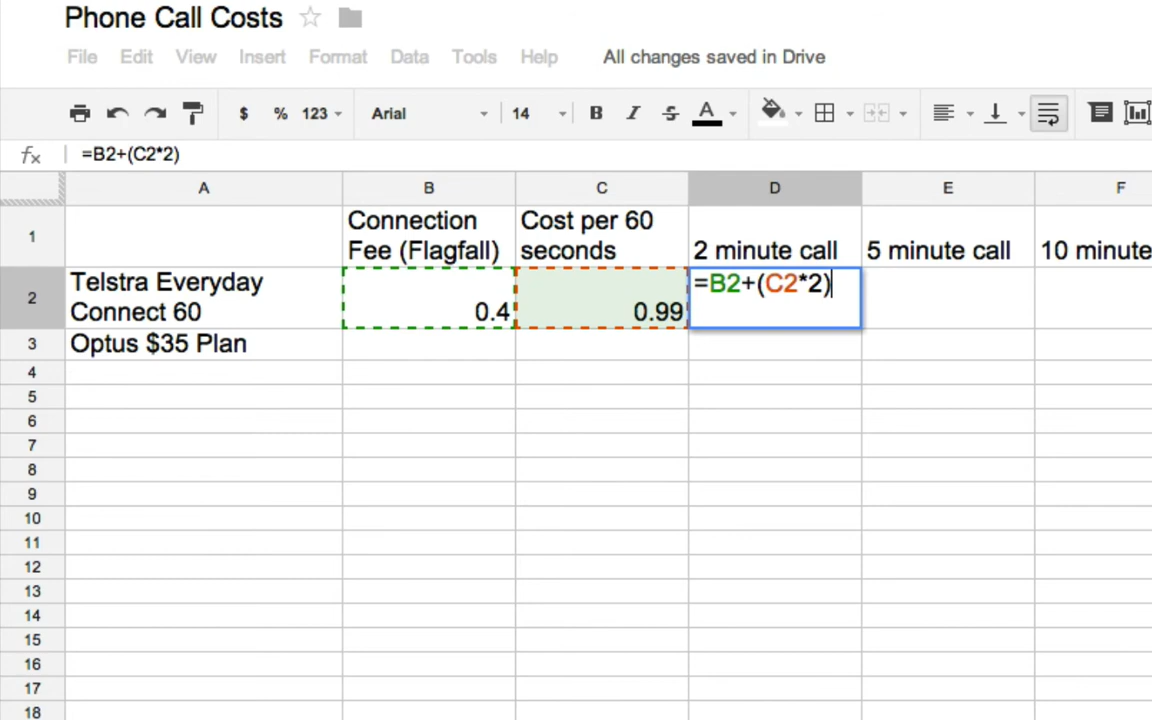 Phone Call Costs
File Edit View Insert Format Data Tools Help All changes saved in Drive
$ % 123 Arial 14 B I S A
fx =B2+(C2*2)
A B C D E F
1 Connection Fee (Flagfall) Cost per 60 seconds 2 minute call 5 minute call 10 minute
2 Telstra Everyday Connect 60 0.4 0.99 =B2+(C2*2)
3 Optus $35 Plan
4
5
6
7
8
9
10
11
12
13
14
15
16
17
18